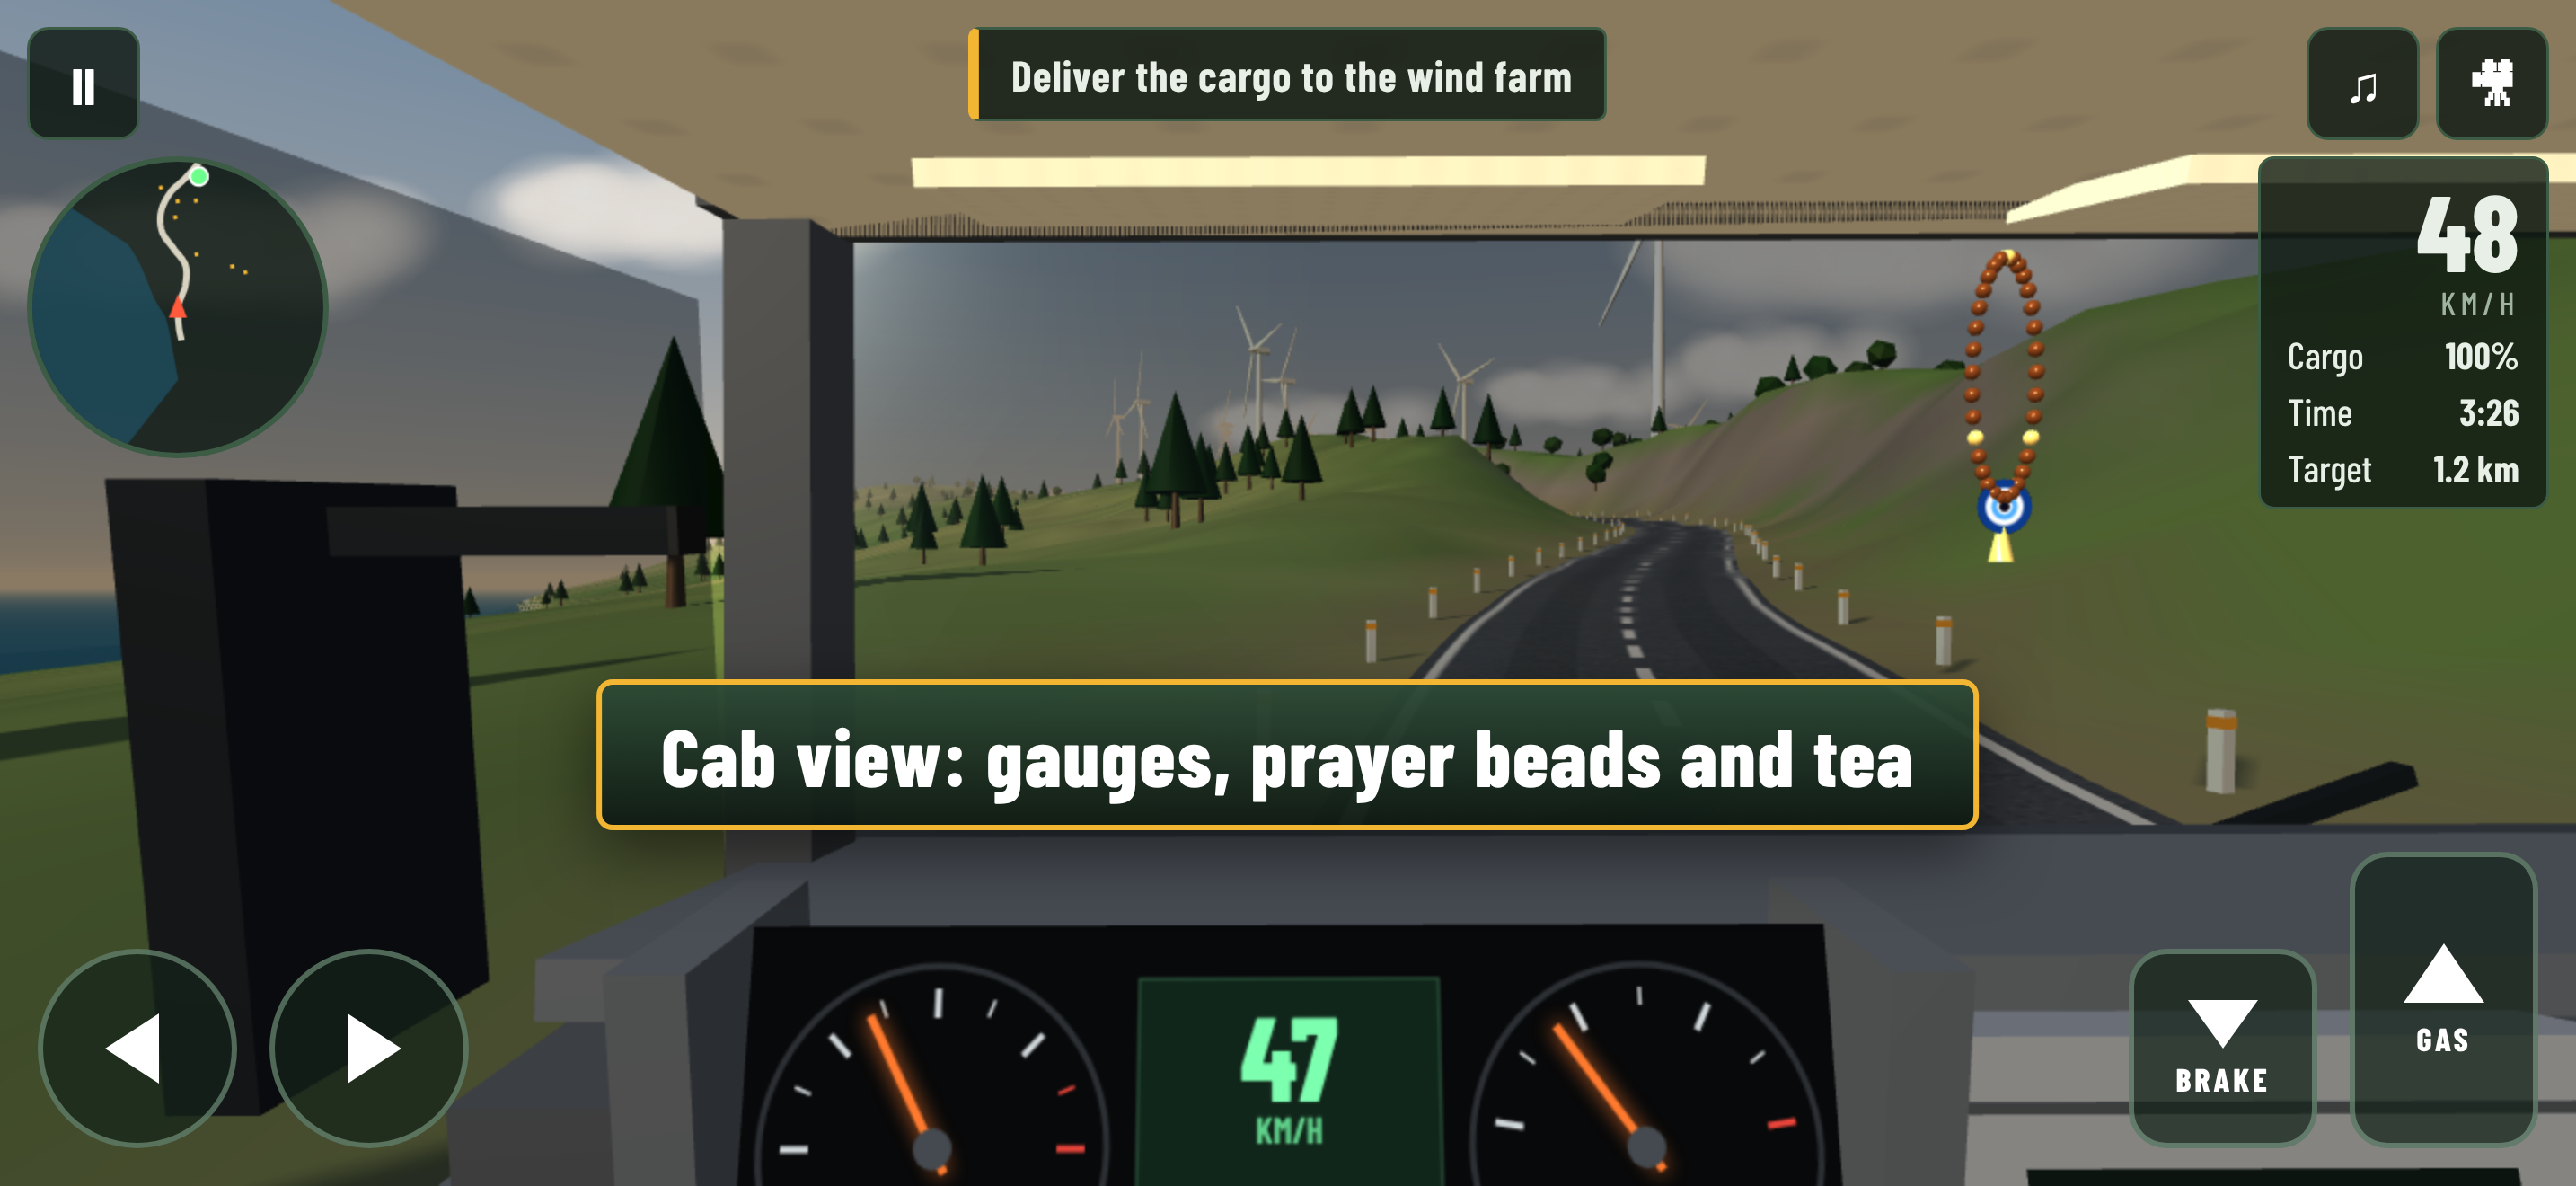 Deliver the cargo to the wind farm
48
KM/H
Cargo 100%
Time 3:26
Target 1.2 km
Cab view: gauges, prayer beads and tea
47
KM/H
BRAKE
GAS